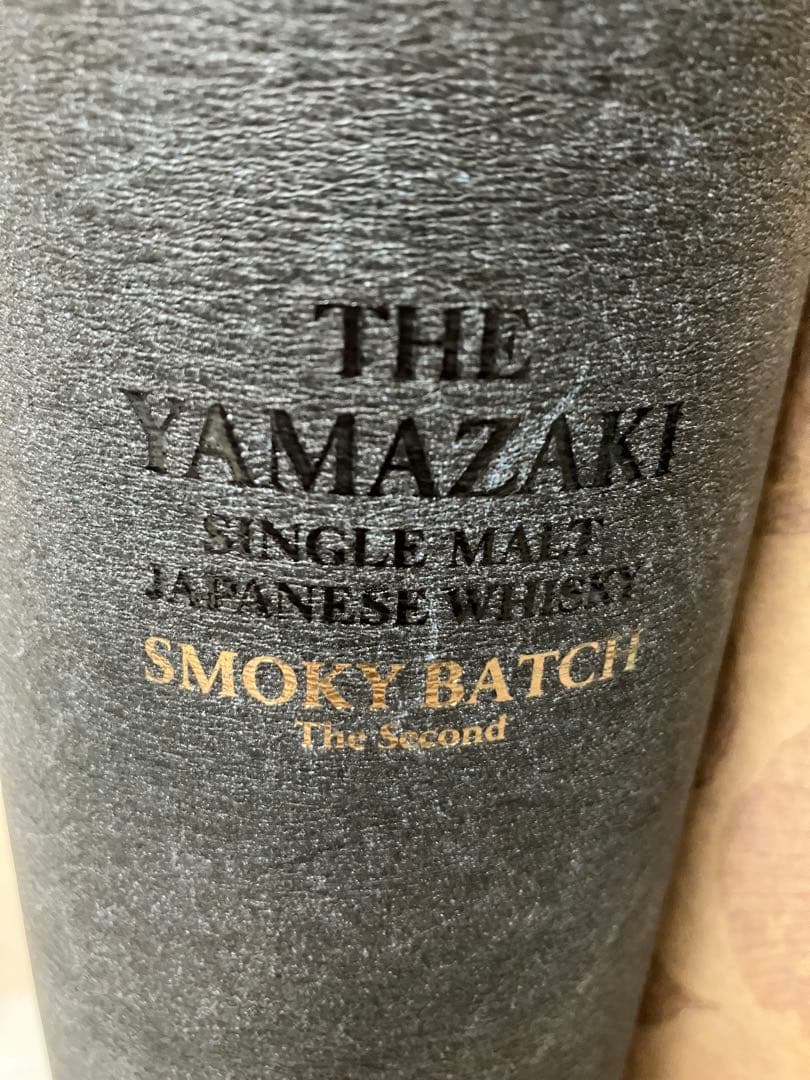 THE
YAMAZAKI
SINGLE MALT
JAPANESE WHISKY
SMOKY BATCH
The Second